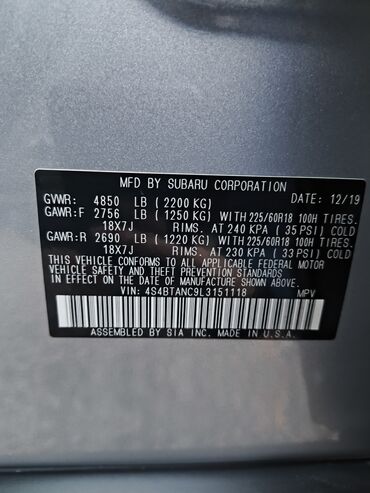 MFD BY SUBARU CORPORATION
GVWR: 4850 LB ( 2200 KG) DATE: 12/19
GAWR:F 2756 LB ( 1250 KG) WITH 225/60R18 100H TIRES.
18X7J RIMS. AT 240 KPA ( 35 PSI) COLD
GAWR:R 2690 LB ( 1220 KG) WITH 225/60R18 100H TIRES.
18X7J RIMS. AT 230 KPA ( 33 PSI) COLD
THIS VEHICLE CONFORMS TO ALL APPLICABLE FEDERAL MOTOR
VEHICLE SAFETY, BUMPER, AND THEFT PREVENTION STANDARDS
IN EFFECT ON THE DATE OF MANUFACTURE SHOWN ABOVE.
VIN: 4S4BTANC9L3151118 MPV
ASSEMBLED BY SIA INC. MADE IN U.S.A.